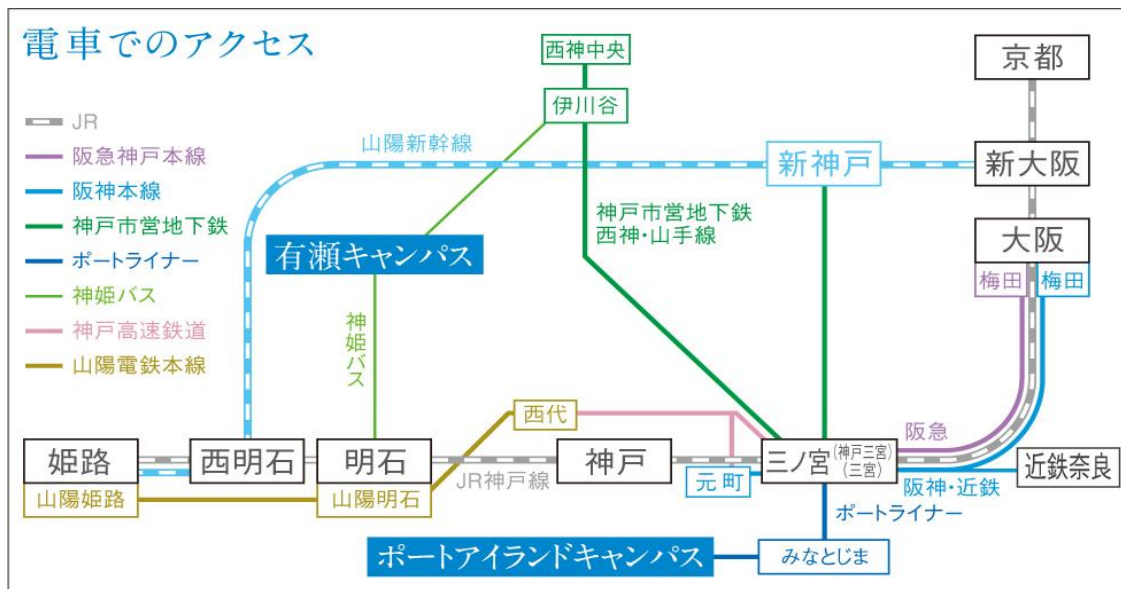 電車でのアクセス
JR
阪急神戸本線
阪神本線
神戸市営地下鉄
ポートライナー
神姫バス
神戸高速鉄道
山陽電鉄本線
西神中央
伊川谷
山陽新幹線
新神戸
京都
新大阪
大阪
梅田
梅田
神戸市営地下鉄
西神・山手線
有瀬キャンパス
神姫バス
西代
姫路
山陽姫路
西明石
明石
山陽明石
JR神戸線
神戸
元町
三ノ宮
(神戸三宮)
(三宮)
阪急
阪神・近鉄
近鉄奈良
ポートライナー
ポートアイランドキャンパス
みなとじま